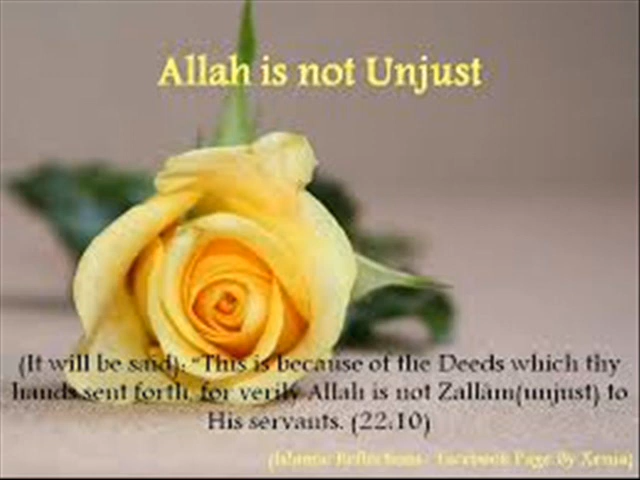 Allah is not Unjust
(It will be said): "This is because of the Deeds which thy
hands sent forth, for verily Allah is not Zallam(unjust) to
His servants. (22:10)
(Islamic Reflections- Facebook Page By Xenia)